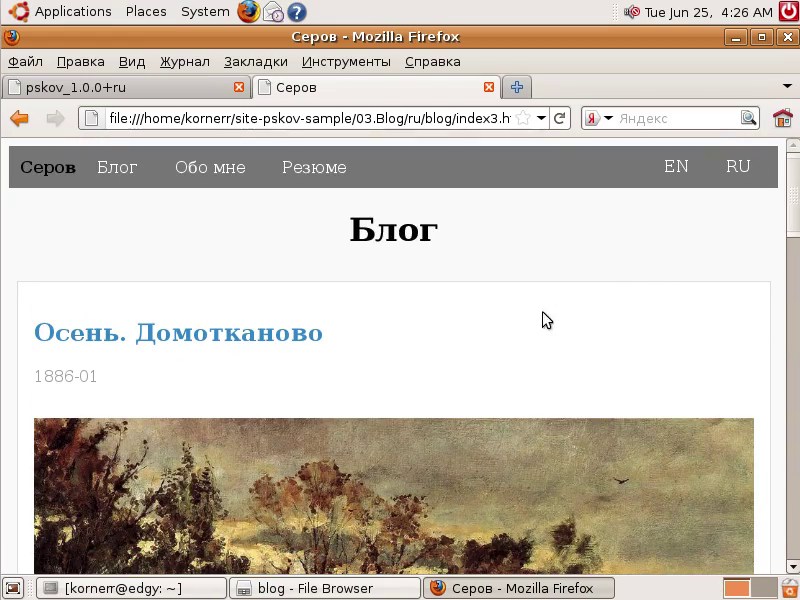 Applications Places System Tue Jun 25, 4:26 AM
Серов - Mozilla Firefox
Файл Правка Вид Журнал Закладки Инструменты Справка
pskov_1.0.0+ru Серов
file:///home/kornerr/site-pskov-sample/03.Blog/ru/blog/index3.h Я Яндекс
Серов Блог Обо мне Резюме EN RU
Блог
Осень. Домотканово
1886-01
[kornerr@edgy: ~] blog - File Browser Серов - Mozilla Firefox